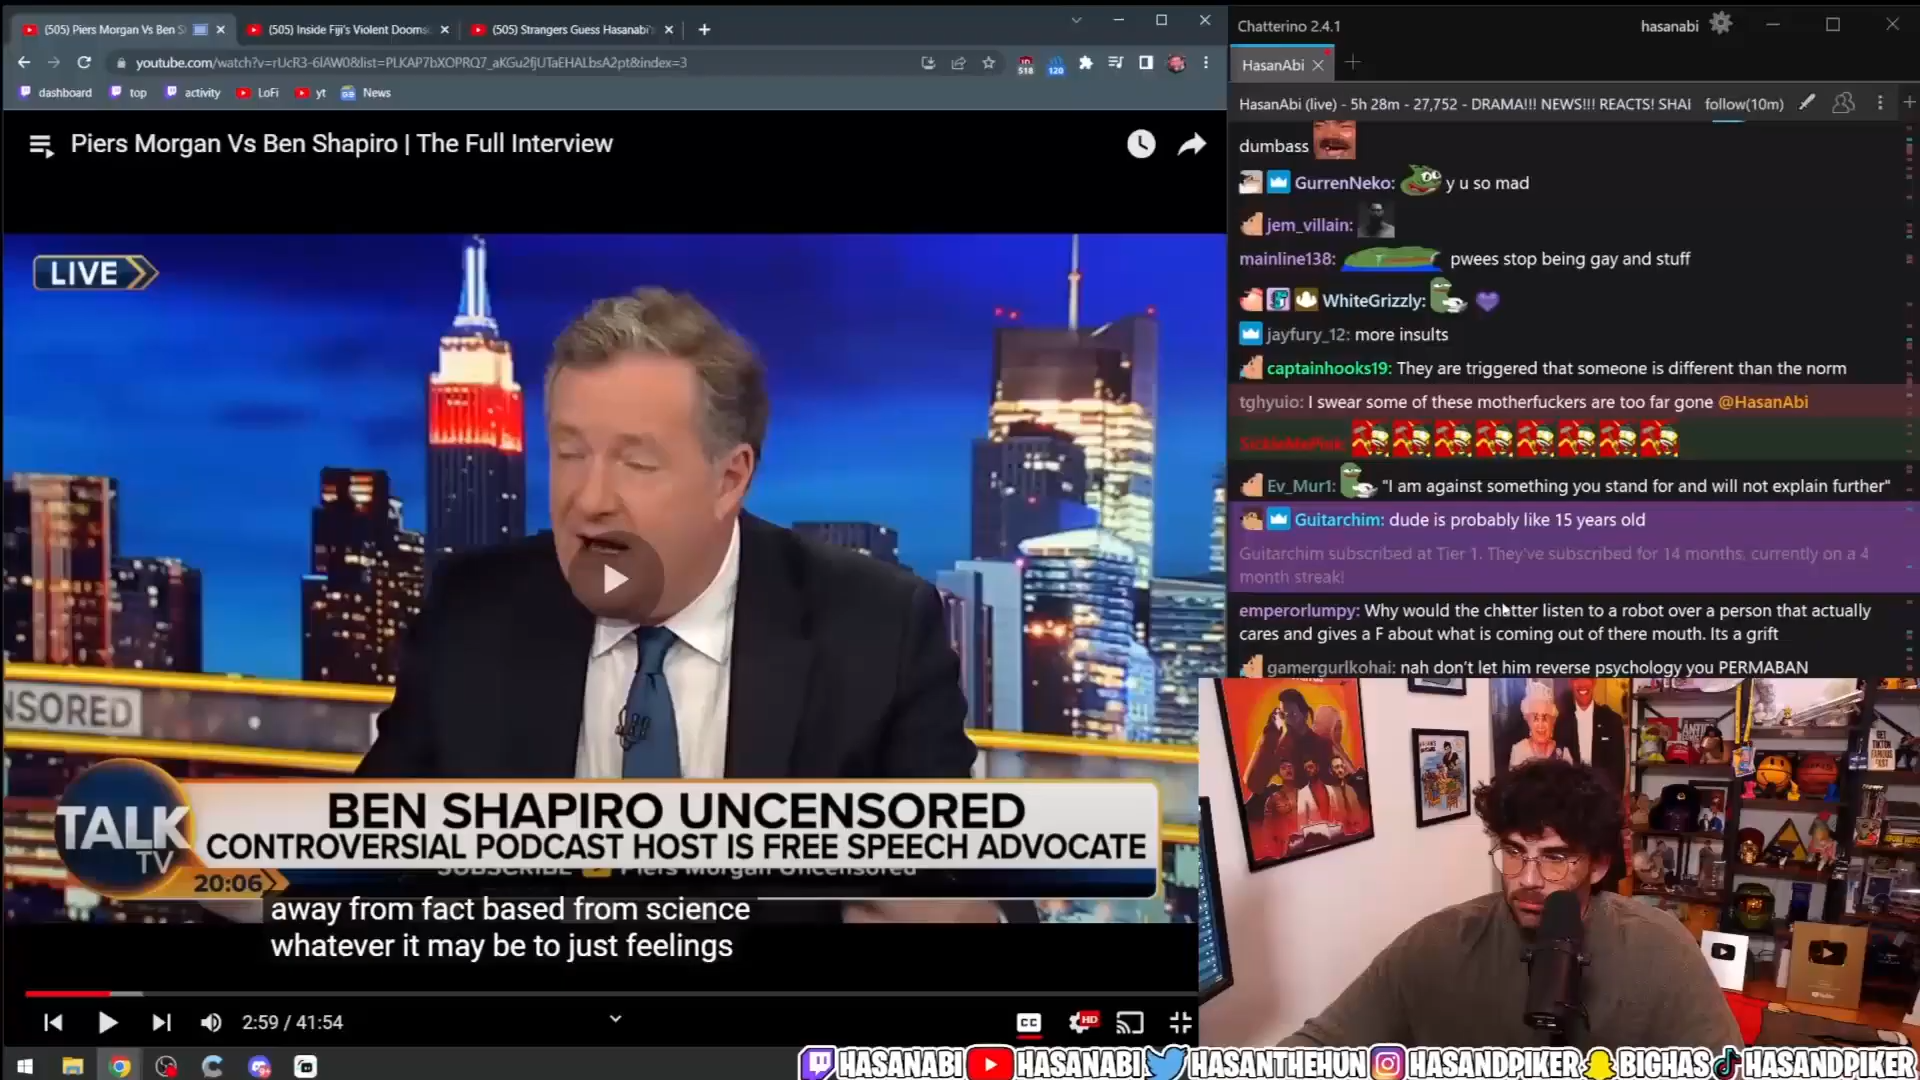 (505) Piers Morgan Vs Ben S
(505) Inside Fiji's Violent Dooms
(505) Strangers Guess Hasanabi'
youtube.com/watch?v=rUcR3-6lAW0&list=PLKAP7bXOPRQ7_aKGu2fjUTaEHALbsA2pt&index=3
518
120
dashboard
top
activity
LoFi
yt
News
Piers Morgan Vs Ben Shapiro | The Full Interview
LIVE
NSORED
TALK
TV
BEN SHAPIRO UNCENSORED
CONTROVERSIAL PODCAST HOST IS FREE SPEECH ADVOCATE
20:06
SUBSCRIBE Piers Morgan Uncensored
away from fact based from science
whatever it may be to just feelings
2:59 / 41:54
CC
HD
Chatterino 2.4.1
hasanabi
HasanAbi
HasanAbi (live) - 5h 28m - 27,752 - DRAMA!!! NEWS!!! REACTS! SHAI
follow(10m)
dumbass
GurrenNeko: y u so mad
jem_villain:
mainline138: pwees stop being gay and stuff
WhiteGrizzly:
jayfury_12: more insults
captainhooks19: They are triggered that someone is different than the norm
tghyuio: I swear some of these motherfuckers are too far gone @HasanAbi
SickleMePink:
Ev_Mur1: "I am against something you stand for and will not explain further"
Guitarchim: dude is probably like 15 years old
Guitarchim subscribed at Tier 1. They've subscribed for 14 months, currently on a 4
month streak!
emperorlumpy: Why would the chatter listen to a robot over a person that actually
cares and gives a F about what is coming out of there mouth. Its a grift
gamergurlkohai: nah don't let him reverse psychology you PERMABAN
HASANABI
HASANABI
HASANTHEHUN
HASANDPIKER
BIGHAS
HASANDPIKER